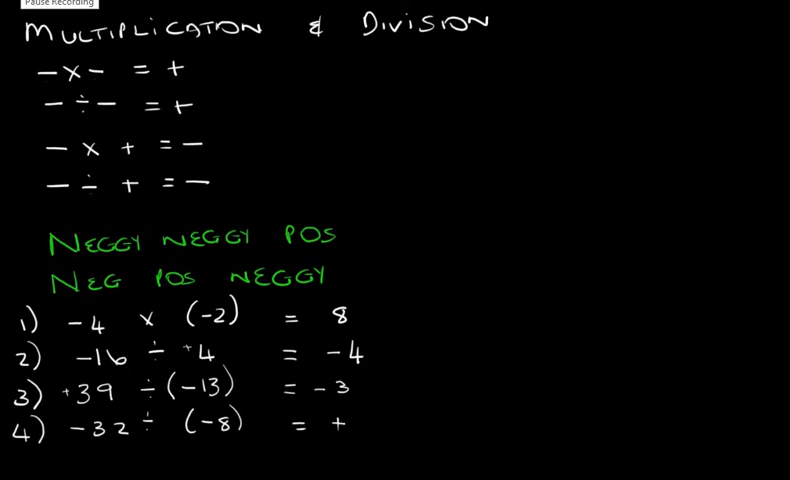 Pause Recording
MULTIPLICATION & DIVISION
- × - = +
- ÷ - = +
- × + = -
- ÷ + = -
NEGGY NEGGY POS
NEG POS NEGGY
1) -4 × (-2) = 8
2) -16 ÷ +4 = -4
3) +39 ÷ (-13) = -3
4) -32 ÷ (-8) = +